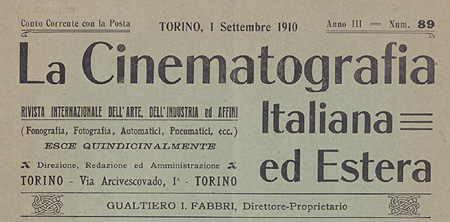 Conto Corrente con la Posta
TORINO, 1 Settembre 1910
Anno III — Num. 89
La Cinematografia
Italiana
ed Estera
RIVISTA INTERNAZIONALE DELL'ARTE, DELL'INDUSTRIA ed AFFINI
(Fonografia, Fotografia, Automatici, Pneumatici, ecc.)
ESCE QUINDICINALMENTE
Direzione, Redazione ed Amministrazione
TORINO - Via Arcivescovado, 1ª - TORINO
GUALTIERO I. FABBRI, Direttore-Proprietario